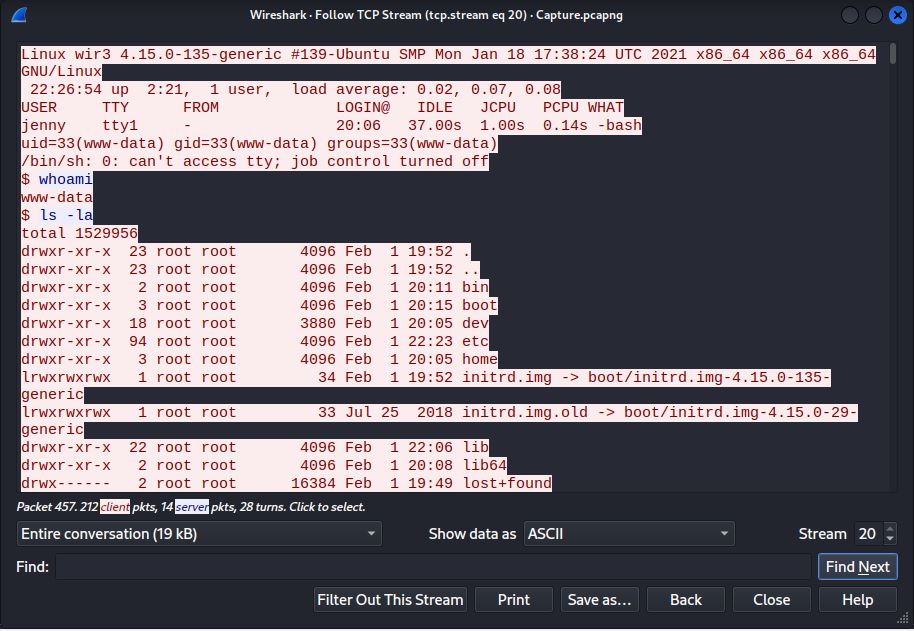 Wireshark · Follow TCP Stream (tcp.stream eq 20) · Capture.pcapng
Linux wir3 4.15.0-135-generic #139-Ubuntu SMP Mon Jan 18 17:38:24 UTC 2021 x86_64 x86_64 x86_64
GNU/Linux
 22:26:54 up  2:21,  1 user,  load average: 0.02, 0.07, 0.08
USER     TTY      FROM             LOGIN@   IDLE   JCPU   PCPU WHAT
jenny    tty1     -                20:06   37.00s  1.00s  0.14s -bash
uid=33(www-data) gid=33(www-data) groups=33(www-data)
/bin/sh: 0: can't access tty; job control turned off
$ whoami
www-data
$ ls -la
total 1529956
drwxr-xr-x  23 root root       4096 Feb  1 19:52 .
drwxr-xr-x  23 root root       4096 Feb  1 19:52 ..
drwxr-xr-x   2 root root       4096 Feb  1 20:11 bin
drwxr-xr-x   3 root root       4096 Feb  1 20:15 boot
drwxr-xr-x  18 root root       3880 Feb  1 20:05 dev
drwxr-xr-x  94 root root       4096 Feb  1 22:23 etc
drwxr-xr-x   3 root root       4096 Feb  1 20:05 home
lrwxrwxrwx   1 root root         34 Feb  1 19:52 initrd.img -> boot/initrd.img-4.15.0-135-
generic
lrwxrwxrwx   1 root root         33 Jul 25  2018 initrd.img.old -> boot/initrd.img-4.15.0-29-
generic
drwxr-xr-x  22 root root       4096 Feb  1 22:06 lib
drwxr-xr-x   2 root root       4096 Feb  1 20:08 lib64
drwx------   2 root root      16384 Feb  1 19:49 lost+found
Packet 457. 212 client pkts, 14 server pkts, 28 turns. Click to select.
Entire conversation (19 kB) Show data as ASCII Stream 20
Find: Find Next
Filter Out This Stream Print Save as... Back Close Help